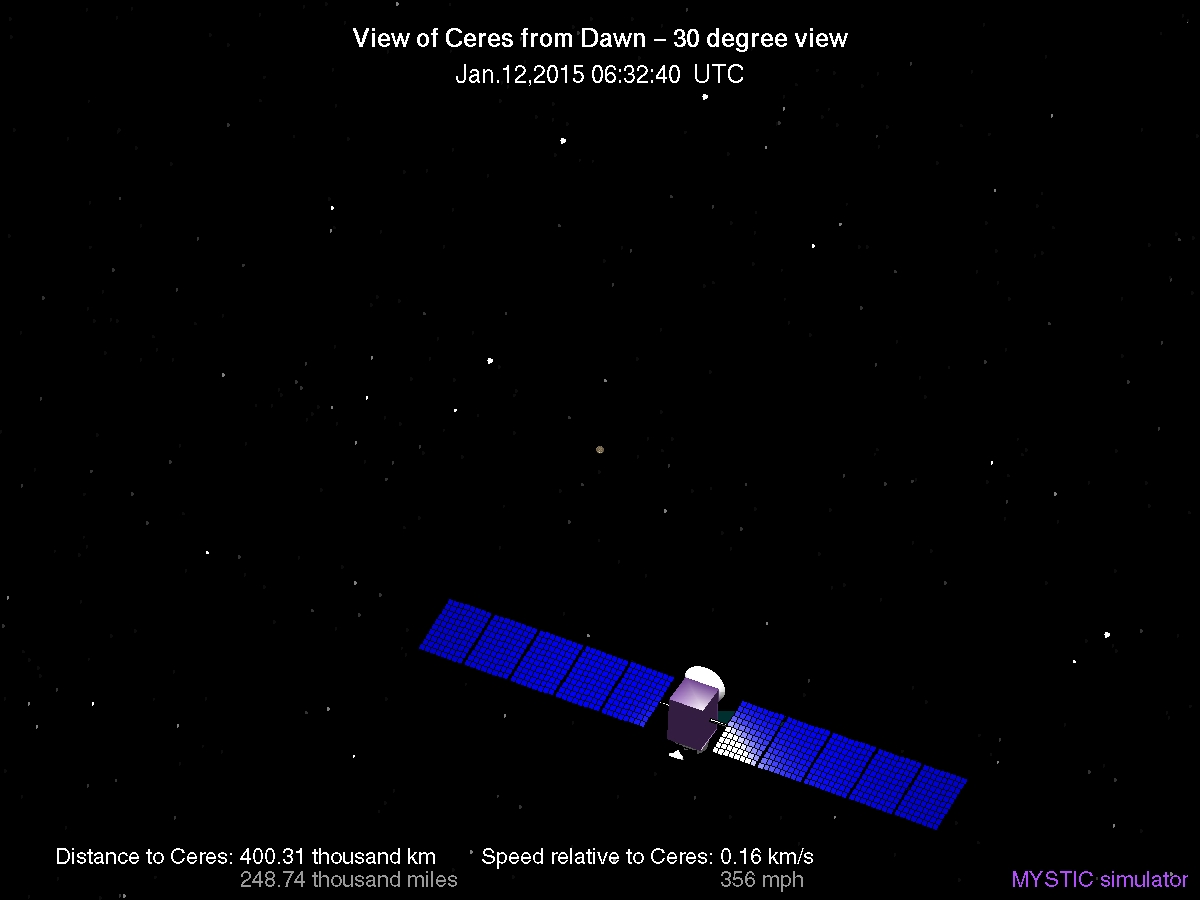 View of Ceres from Dawn – 30 degree view
Jan.12,2015 06:32:40 UTC
Distance to Ceres: 400.31 thousand km Speed relative to Ceres: 0.16 km/s
248.74 thousand miles 356 mph
MYSTIC simulator